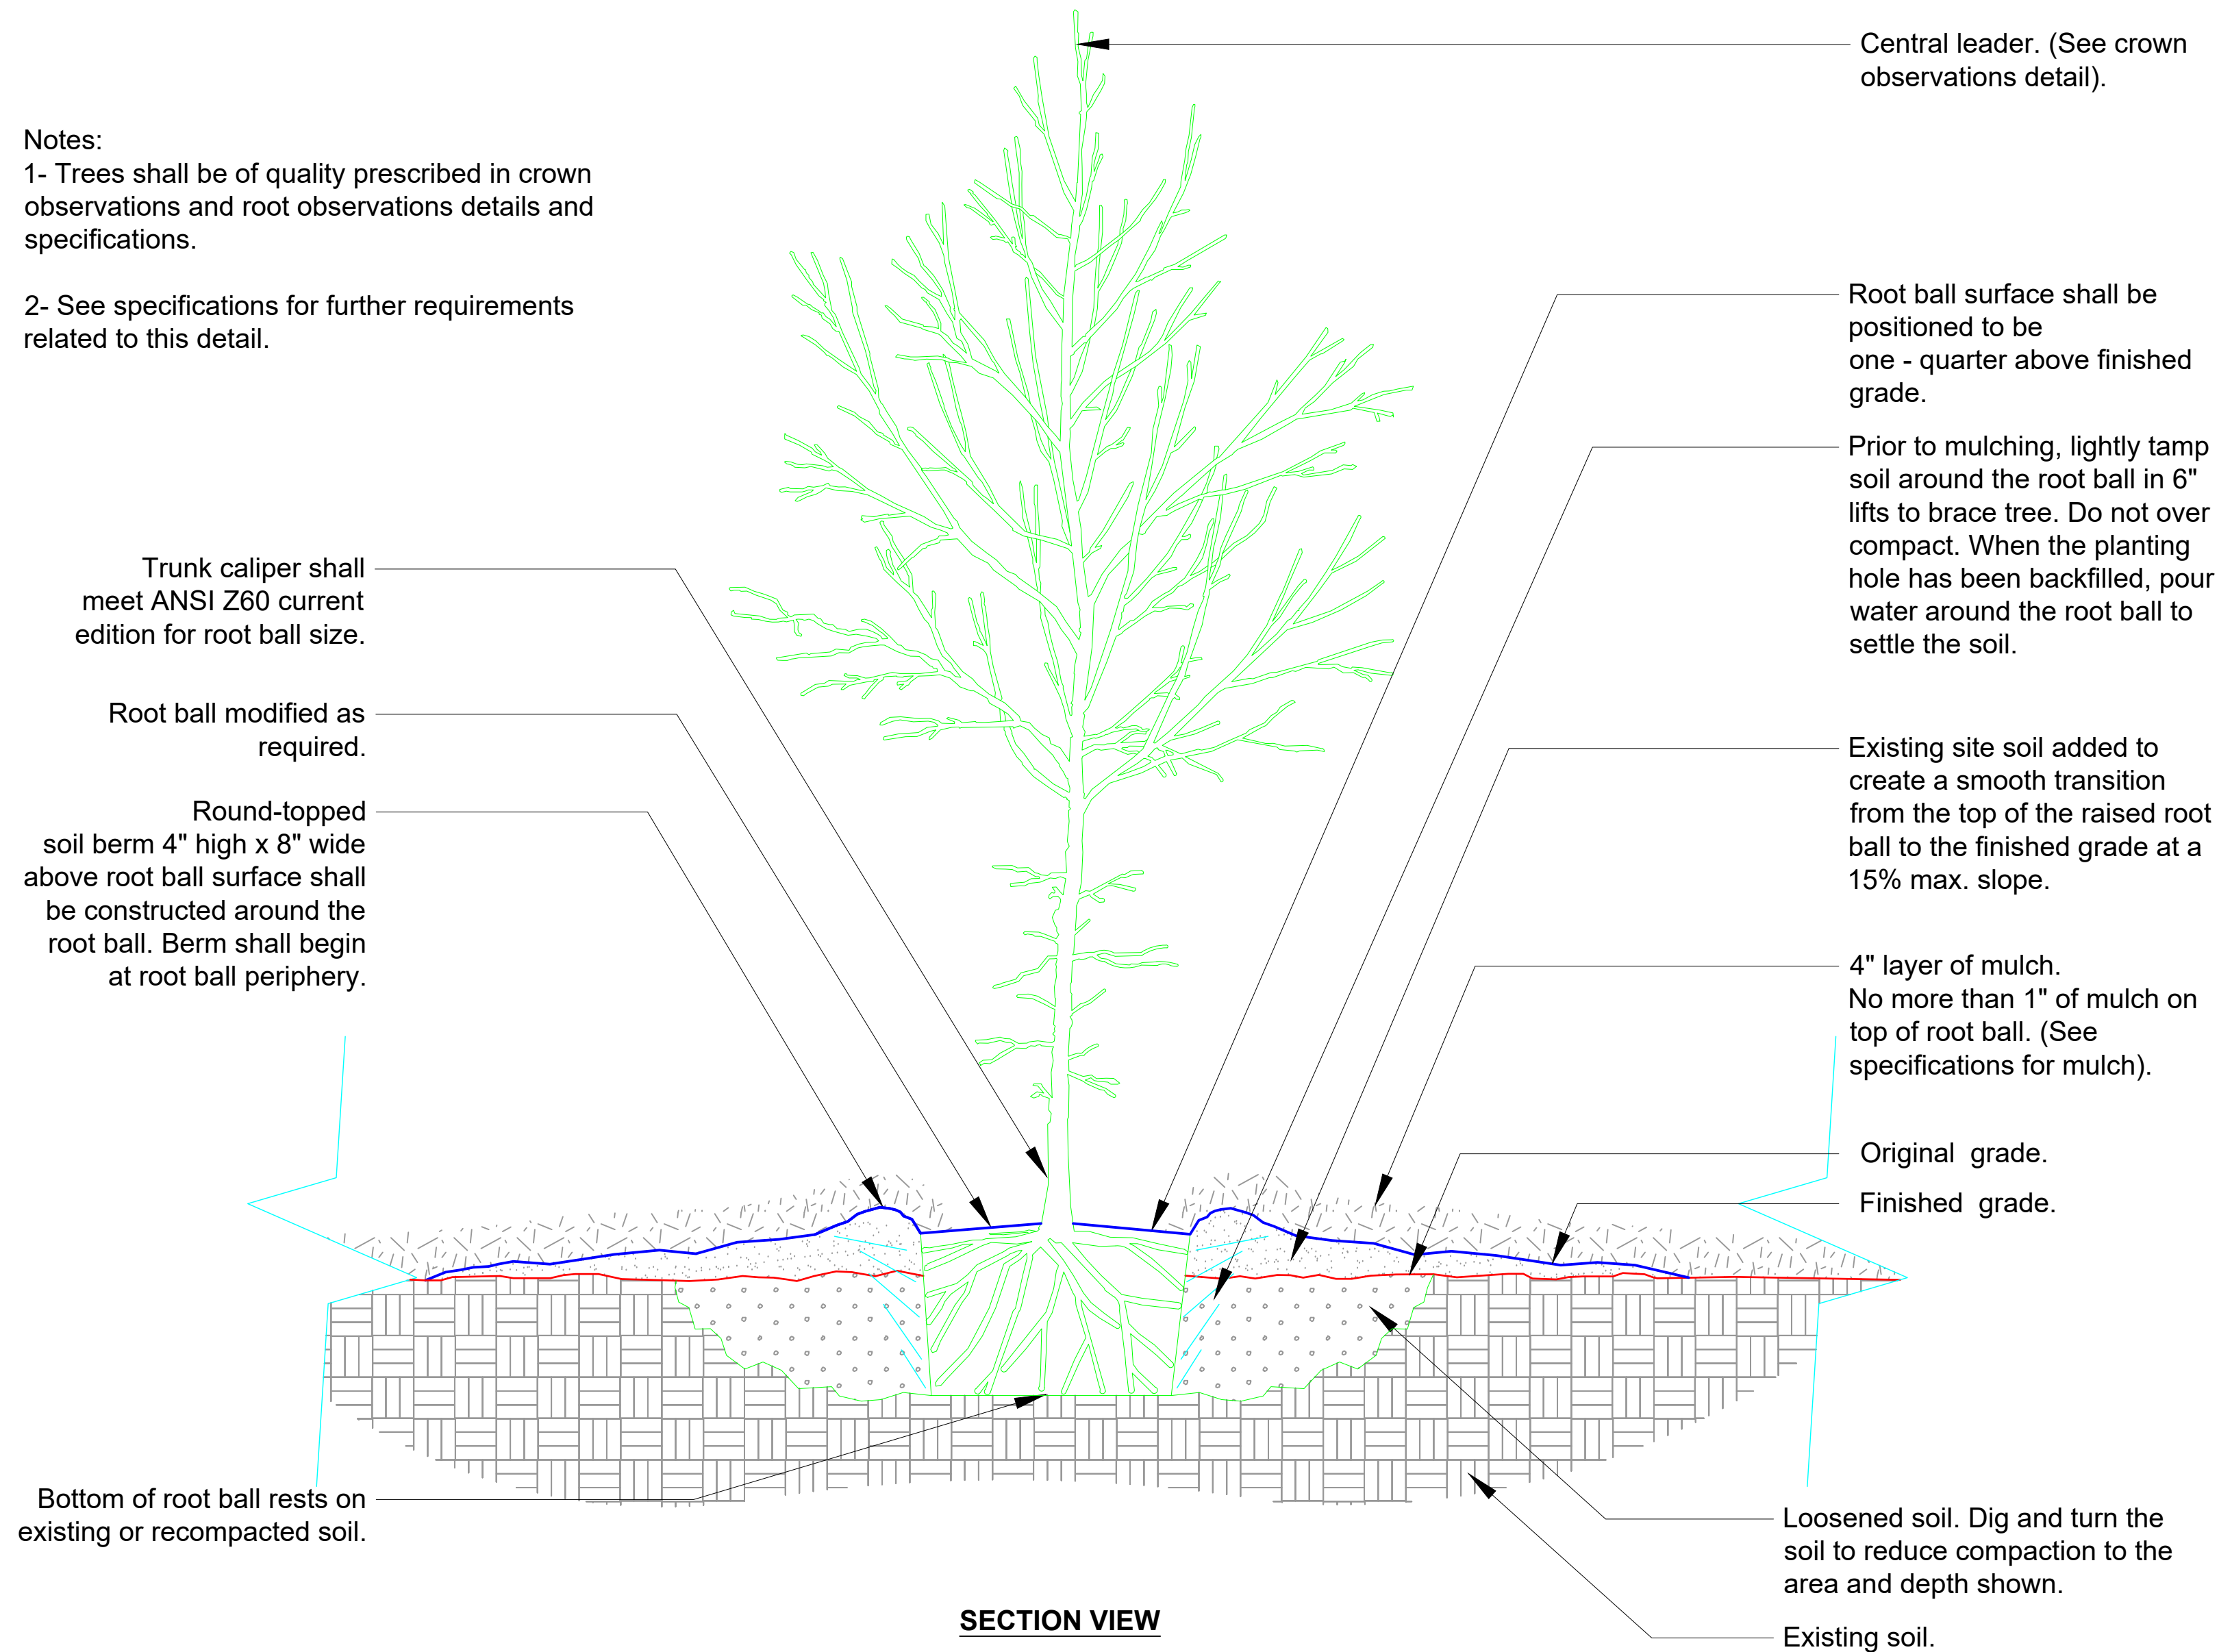 Central leader. (See crown
observations detail).
Notes:
1- Trees shall be of quality prescribed in crown
observations and root observations details and
specifications.
2- See specifications for further requirements
related to this detail.
Root ball surface shall be
positioned to be
one - quarter above finished
grade.
Prior to mulching, lightly tamp
soil around the root ball in 6"
lifts to brace tree. Do not over
compact. When the planting
hole has been backfilled, pour
water around the root ball to
settle the soil.
Trunk caliper shall
meet ANSI Z60 current
edition for root ball size.
Root ball modified as
required.
Existing site soil added to
create a smooth transition
from the top of the raised root
ball to the finished grade at a
15% max. slope.
Round-topped
soil berm 4" high x 8" wide
above root ball surface shall
be constructed around the
root ball. Berm shall begin
at root ball periphery.
4" layer of mulch.
No more than 1" of mulch on
top of root ball. (See
specifications for mulch).
Original grade.
Finished grade.
Bottom of root ball rests on
existing or recompacted soil.
Loosened soil. Dig and turn the
soil to reduce compaction to the
area and depth shown.
Existing soil.
SECTION VIEW